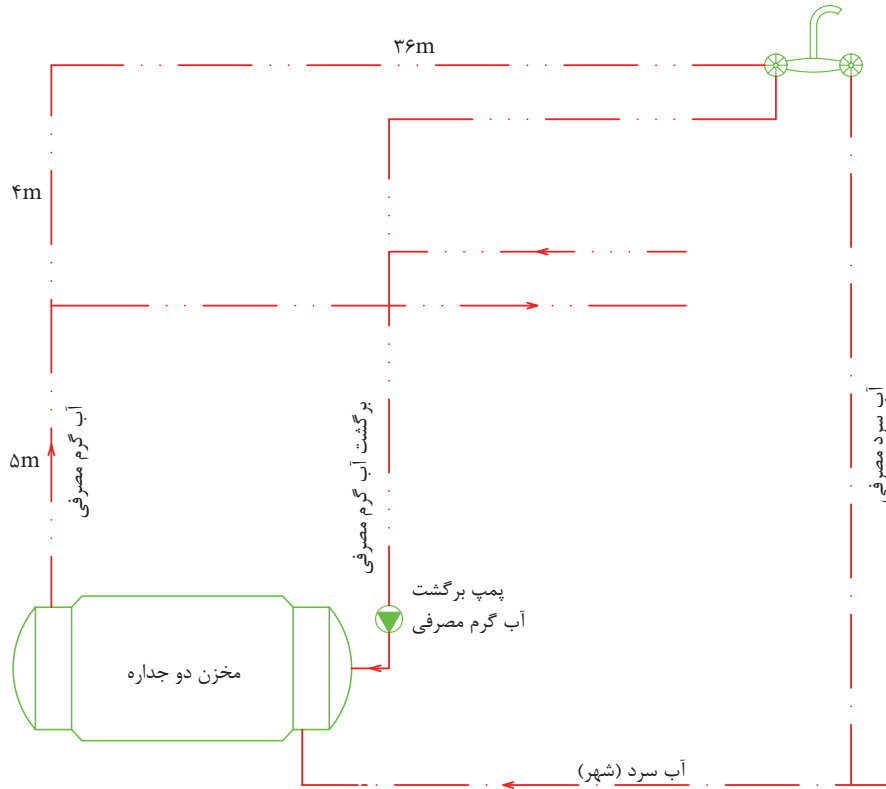 ۳۶m
۴m
۵m
آب گرم مصرفی
برگشت آب گرم مصرفی
آب سرد مصرفی
پمپ برگشت
آب گرم مصرفی
مخزن دو جداره
آب سرد (شهر)